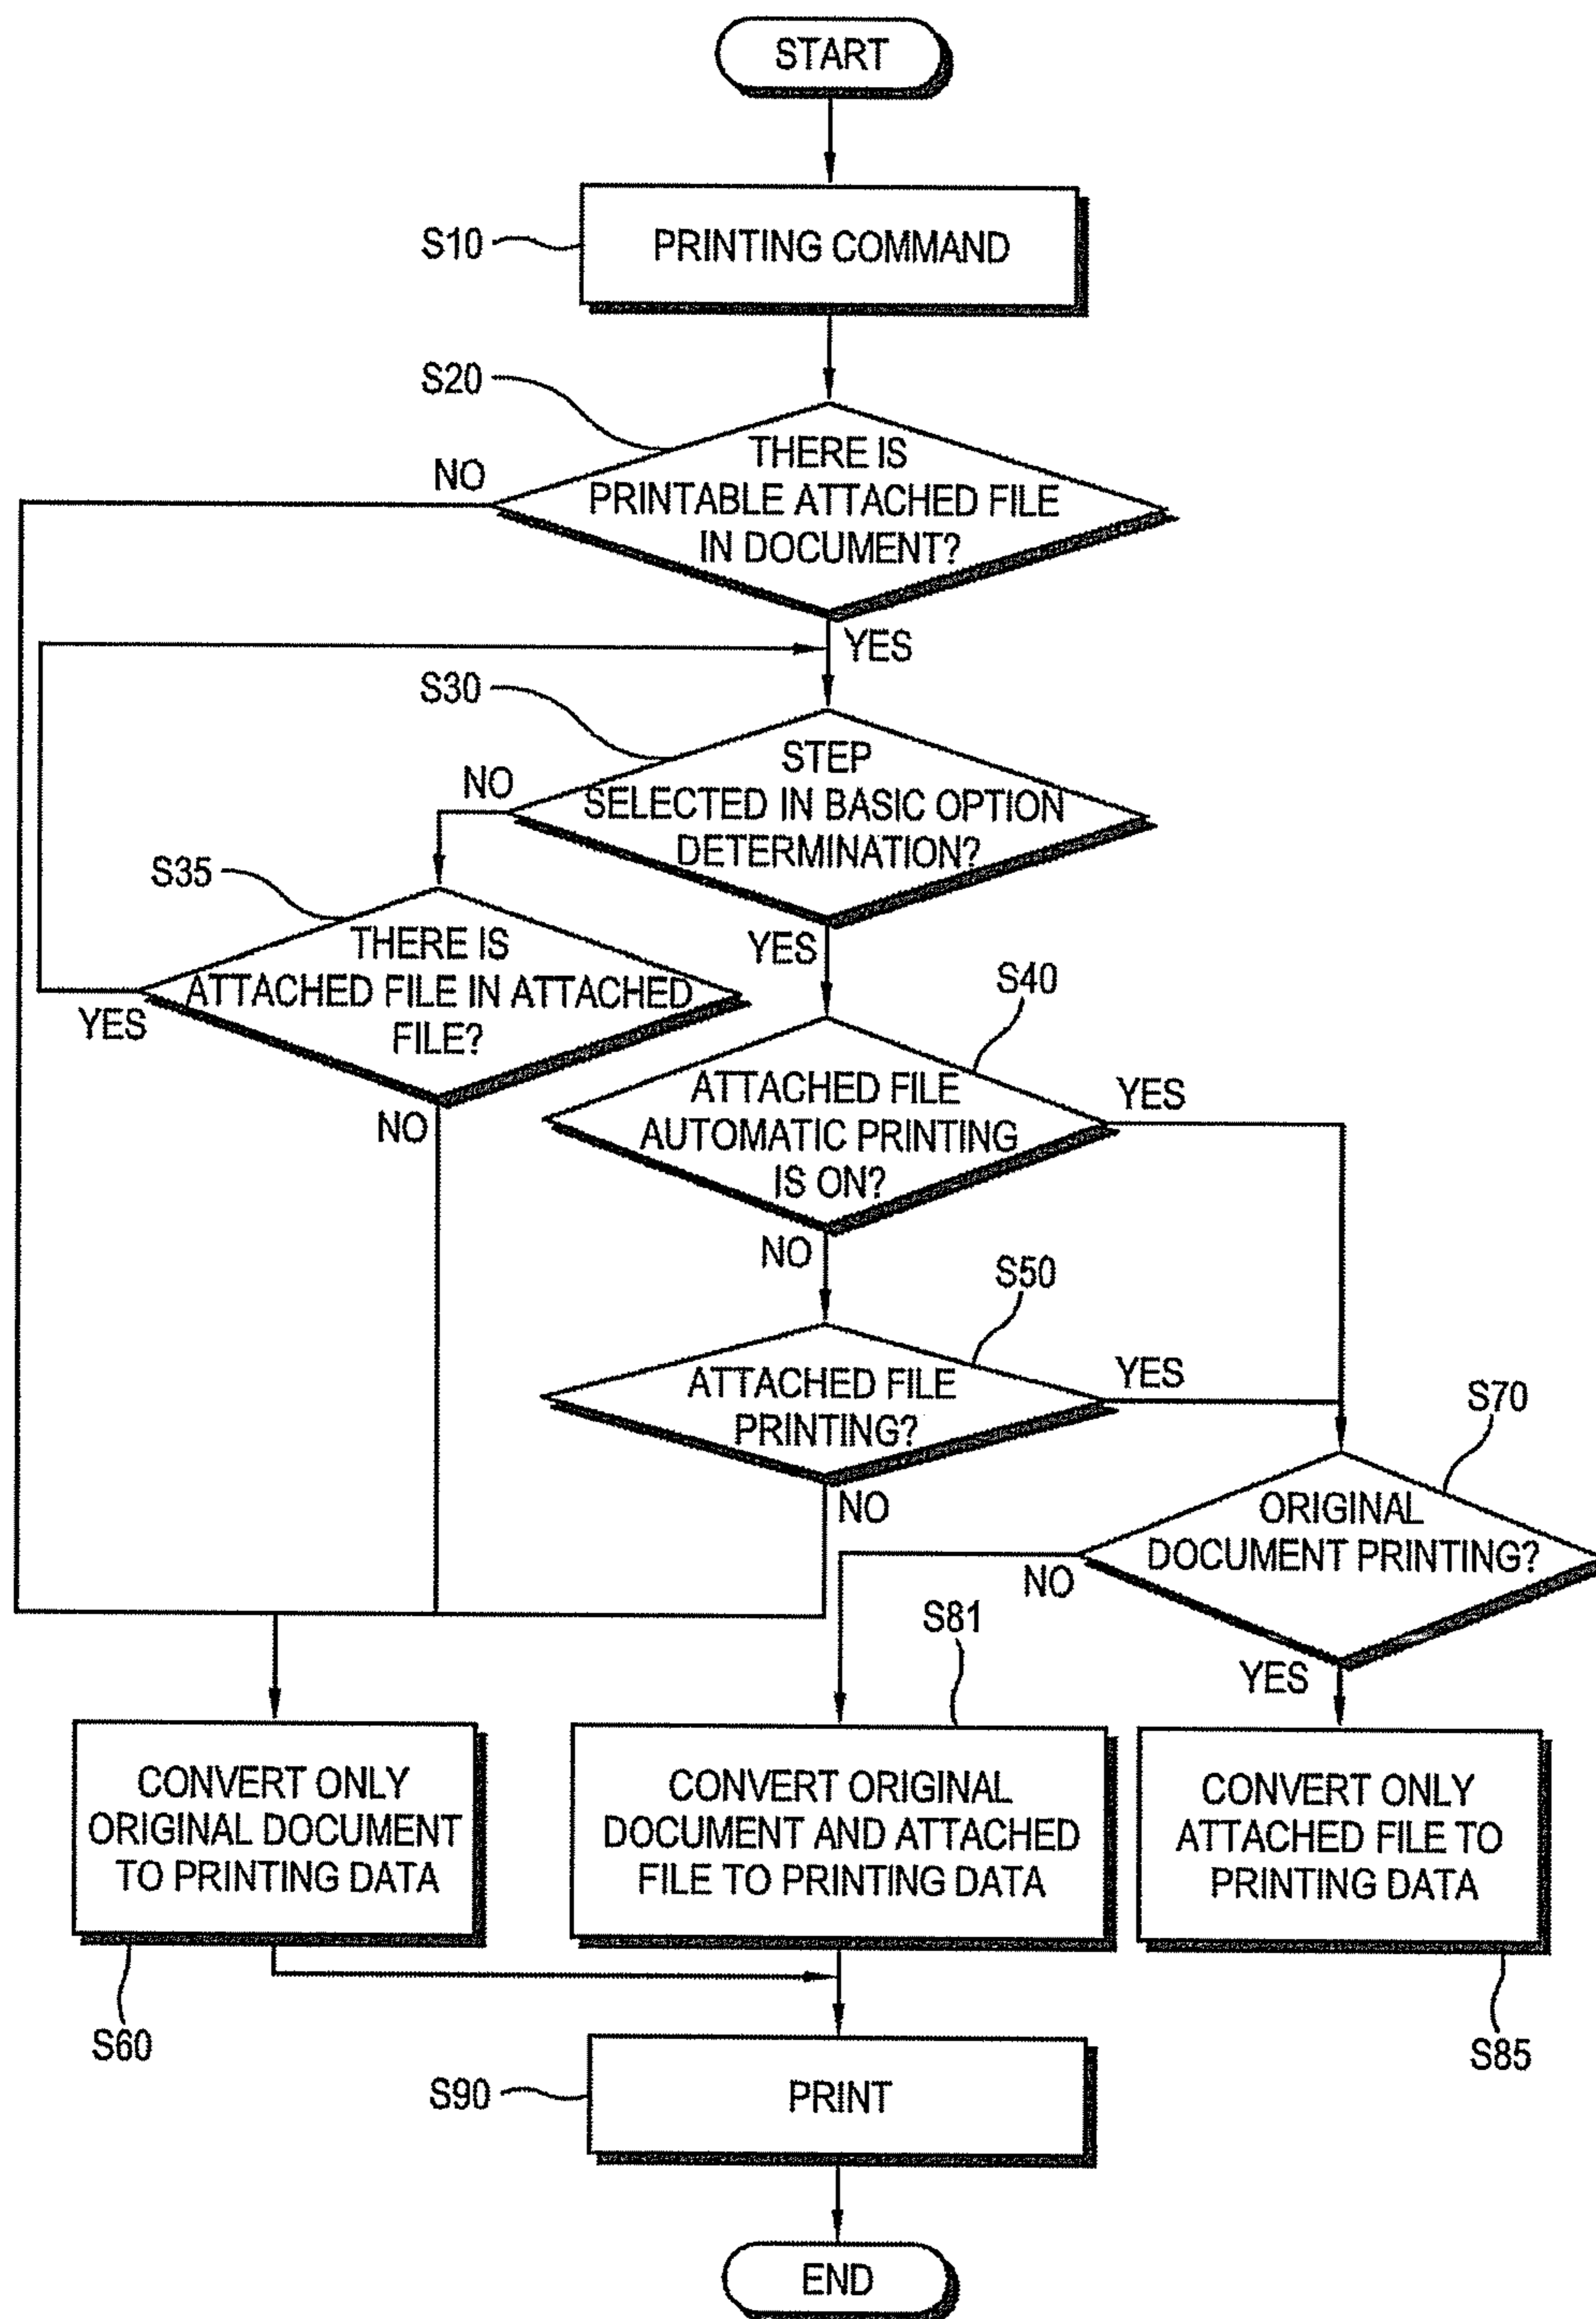 START
S10
PRINTING COMMAND
S20
THERE IS
PRINTABLE ATTACHED FILE
IN DOCUMENT?
NO
YES
S30
STEP
SELECTED IN BASIC OPTION
DETERMINATION?
NO
YES
S35
THERE IS
ATTACHED FILE IN ATTACHED
FILE?
YES
NO
S40
ATTACHED FILE
AUTOMATIC PRINTING
IS ON?
YES
NO
S50
ATTACHED FILE
PRINTING?
YES
NO
S70
ORIGINAL
DOCUMENT PRINTING?
NO
YES
CONVERT ONLY
ORIGINAL DOCUMENT
TO PRINTING DATA
S60
S81
CONVERT ORIGINAL
DOCUMENT AND ATTACHED
FILE TO PRINTING DATA
CONVERT ONLY
ATTACHED FILE TO
PRINTING DATA
S85
S90
PRINT
END